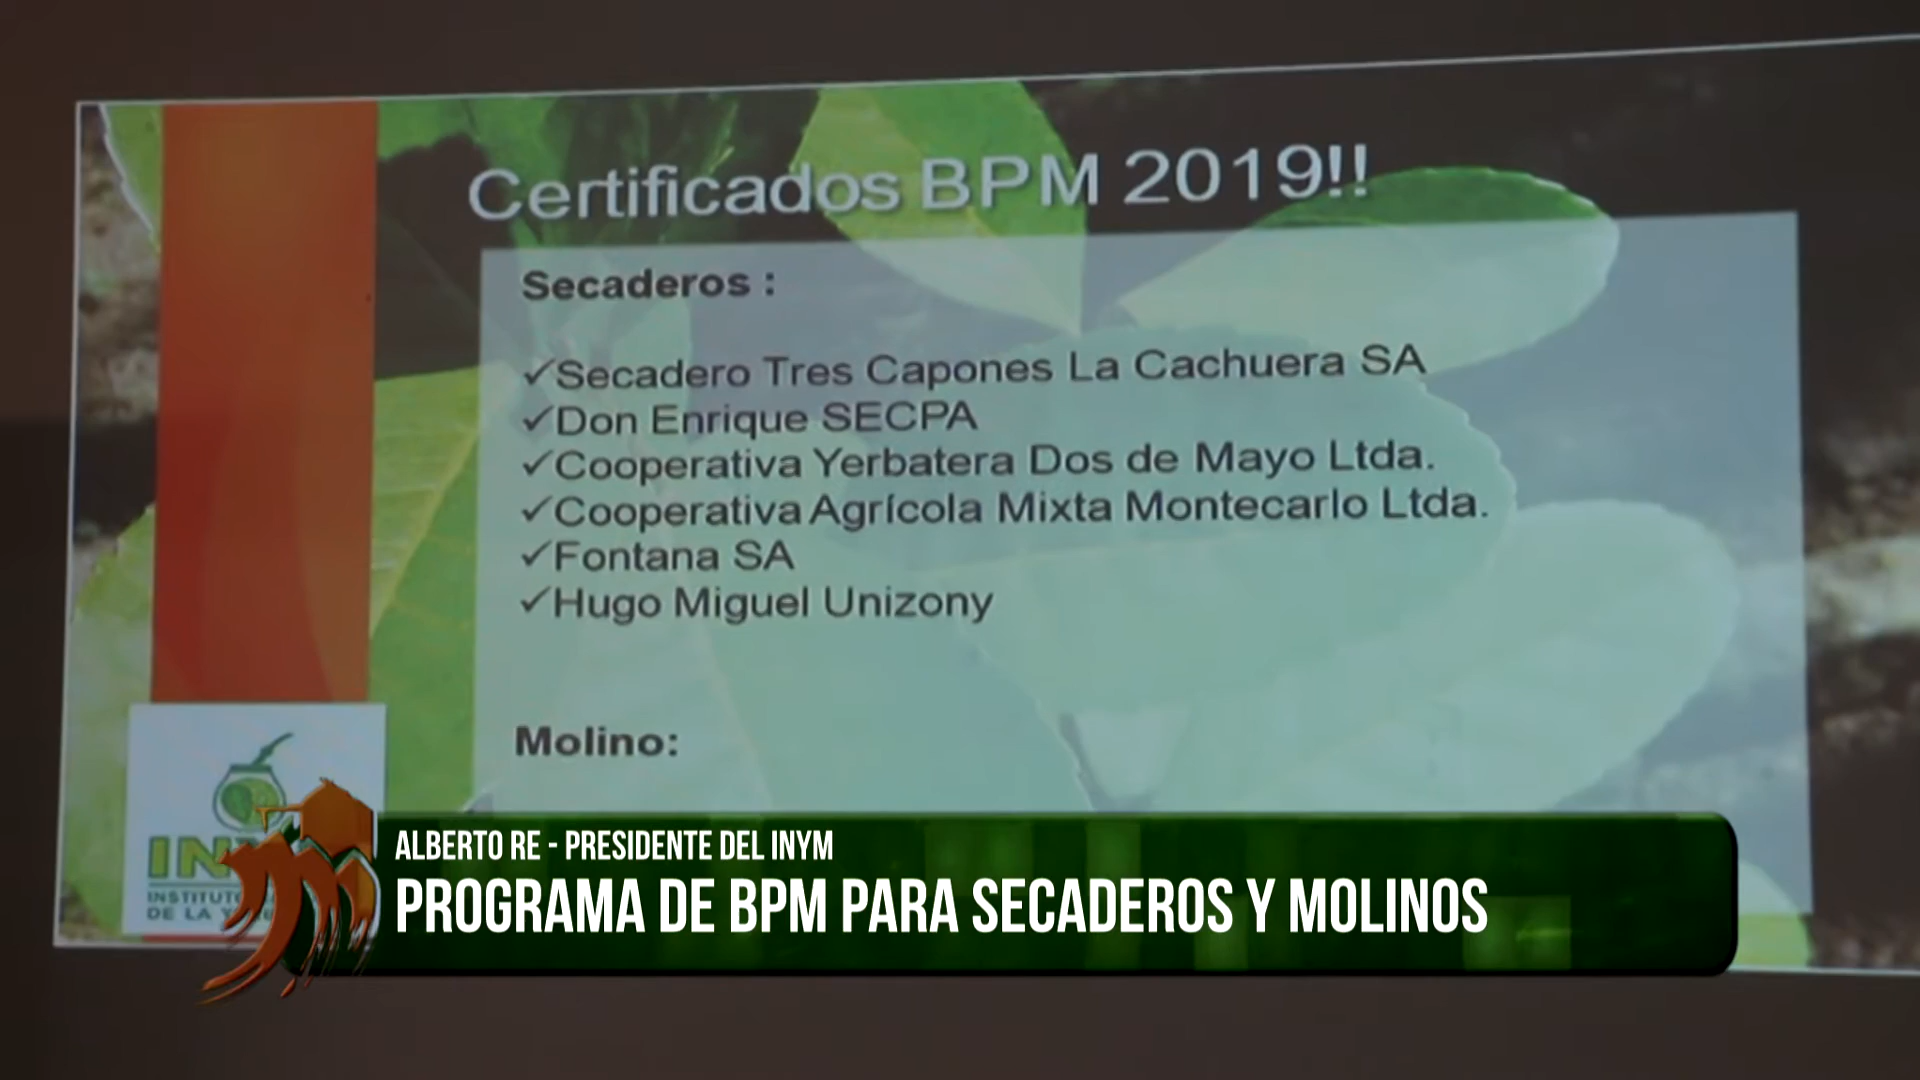 Certificados BPM 2019!!
Secaderos :
✓Secadero Tres Capones La Cachuera SA
✓Don Enrique SECPA
✓Cooperativa Yerbatera Dos de Mayo Ltda.
✓Cooperativa Agrícola Mixta Montecarlo Ltda.
✓Fontana SA
✓Hugo Miguel Unizony
Molino:
DE LA
ALBERTO RE - PRESIDENTE DEL INYM
PROGRAMA DE BPM PARA SECADEROS Y MOLINOS